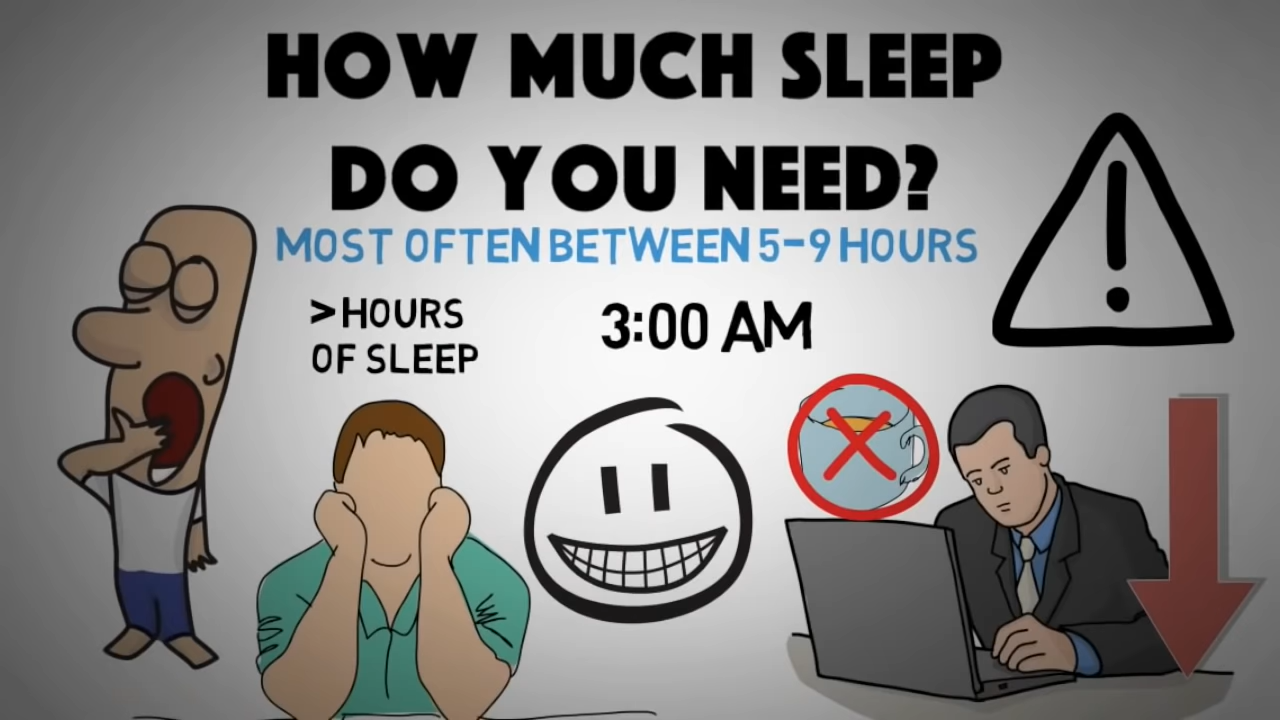 HOW MUCH SLEEP
DO YOU NEED?
MOST OFTEN BETWEEN 5-9 HOURS
>HOURS
OF SLEEP
3:00 AM